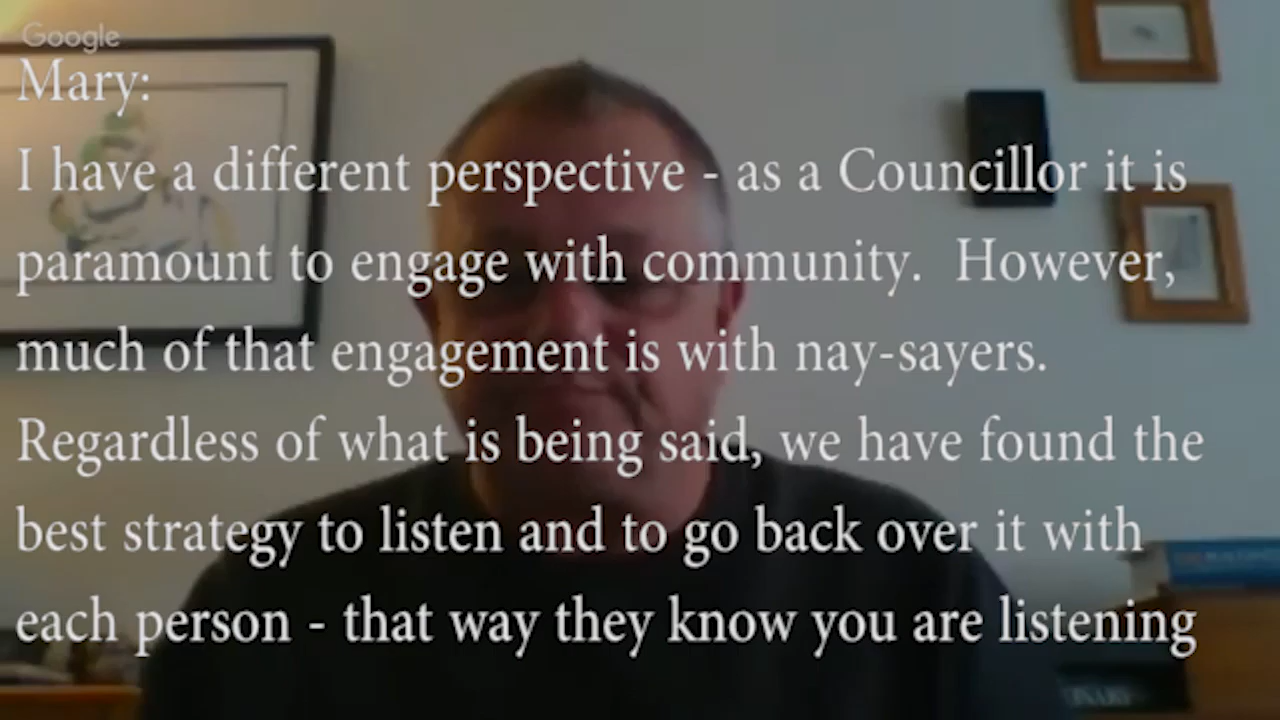 Google
Mary:
I have a different perspective - as a Councillor it is
paramount to engage with community.  However,
much of that engagement is with nay-sayers.
Regardless of what is being said, we have found the
best strategy to listen and to go back over it with
each person - that way they know you are listening